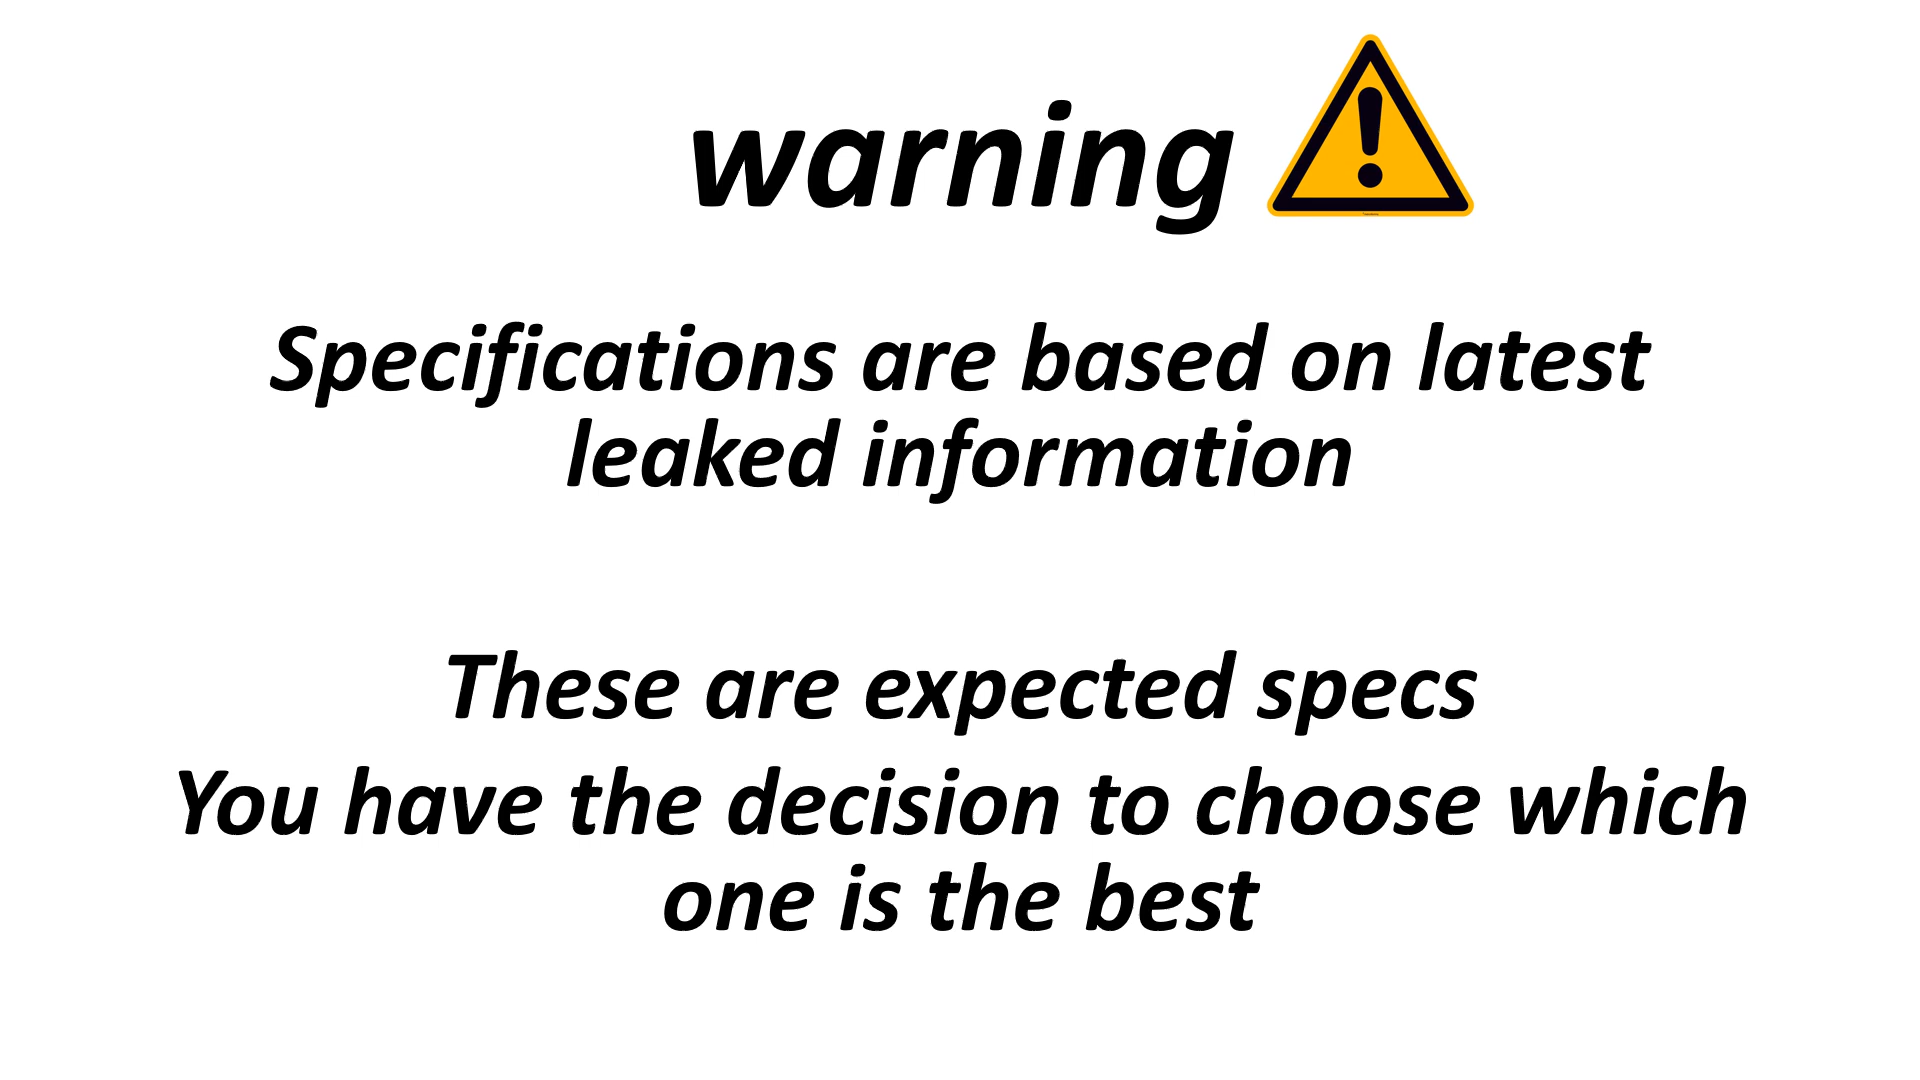 warning
Specifications are based on latest
leaked information
These are expected specs
You have the decision to choose which
one is the best